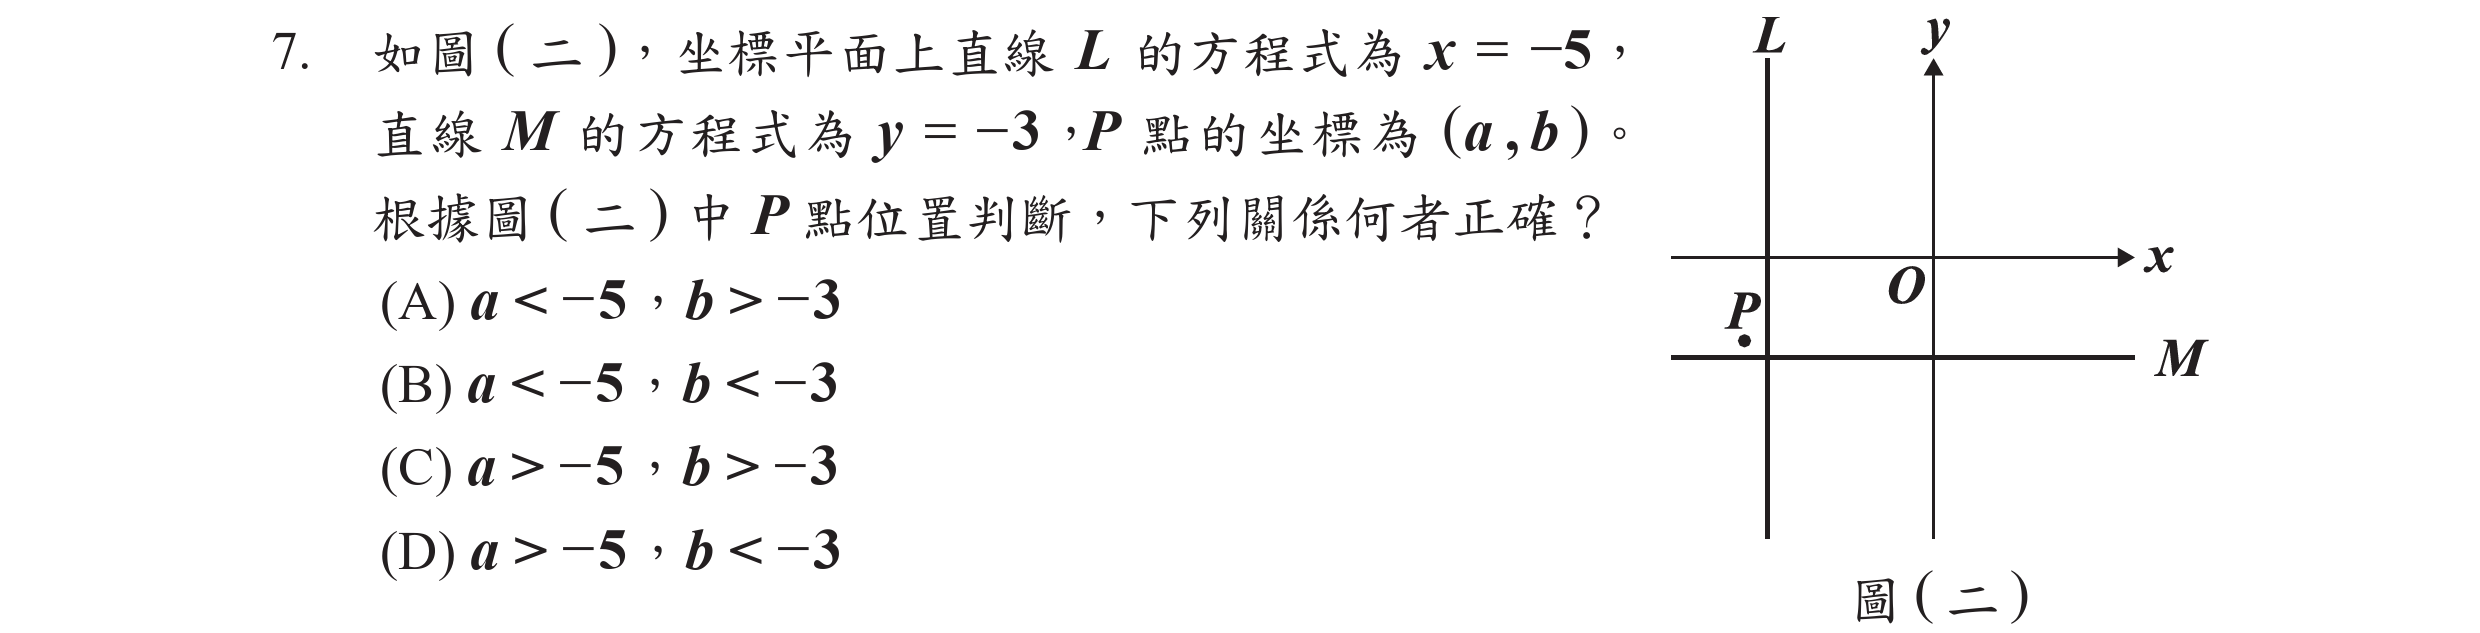 7. 如圖(二)，坐標平面上直線 L 的方程式為 x = −5，
直線 M 的方程式為 y = −3，P 點的坐標為 (a , b)。
根據圖(二)中 P 點位置判斷，下列關係何者正確？
(A) a < −5，b > −3
(B) a < −5，b < −3
(C) a > −5，b > −3
(D) a > −5，b < −3
L
y
x
O
P
M
圖(二)